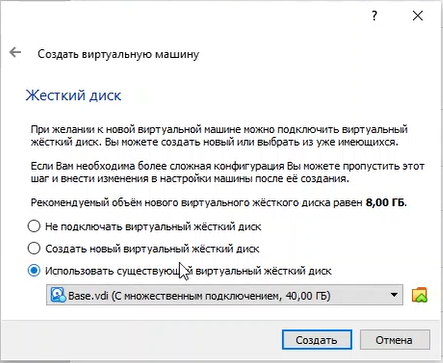 ?
Создать виртуальную машину
Жесткий диск
При желании к новой виртуальной машине можно подключить виртуальный
жёсткий диск. Вы можете создать новый или выбрать из уже имеющихся.
Если Вам необходима более сложная конфигурация Вы можете пропустить этот
шаг и внести изменения в настройки машины после её создания.
Рекомендуемый объём нового виртуального жёсткого диска равен 8,00 ГБ.
Не подключать виртуальный жёсткий диск
Создать новый виртуальный жёсткий диск
Использовать существующий виртуальный жёсткий диск
Base.vdi (С множественным подключением, 40,00 ГБ)
Создать
Отмена